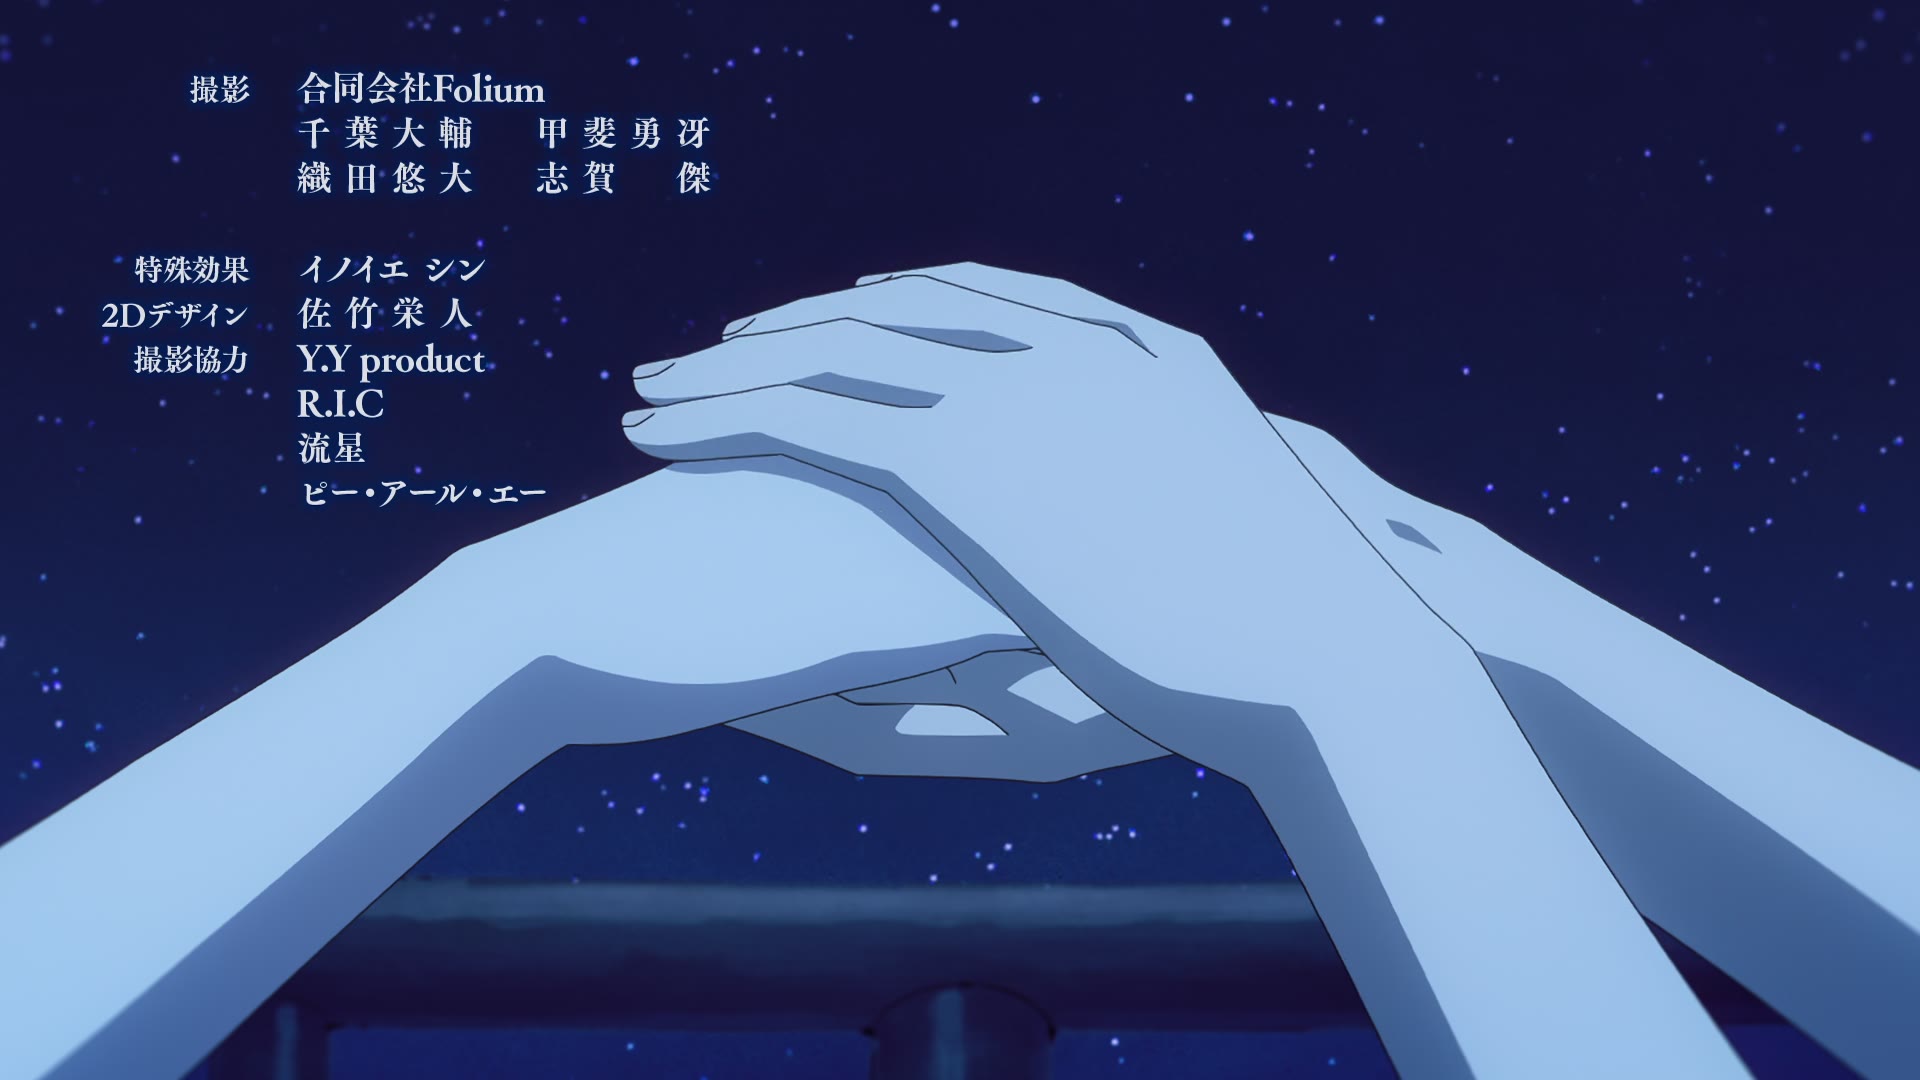 撮影 合同会社Folium
千葉大輔 甲斐勇冴
織田悠大 志賀 傑
特殊効果 イノイエ シン
2Dデザイン 佐竹栄人
撮影協力 Y.Y product
R.I.C
流星
ピー・アール・エー